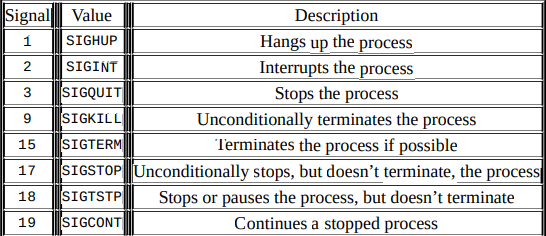 Signal Value Description
1 SIGHUP Hangs up the process
2 SIGINT Interrupts the process
3 SIGQUIT Stops the process
9 SIGKILL Unconditionally terminates the process
15 SIGTERM Terminates the process if possible
17 SIGSTOP Unconditionally stops, but doesn’t terminate, the process
18 SIGTSTP Stops or pauses the process, but doesn’t terminate
19 SIGCONT Continues a stopped process